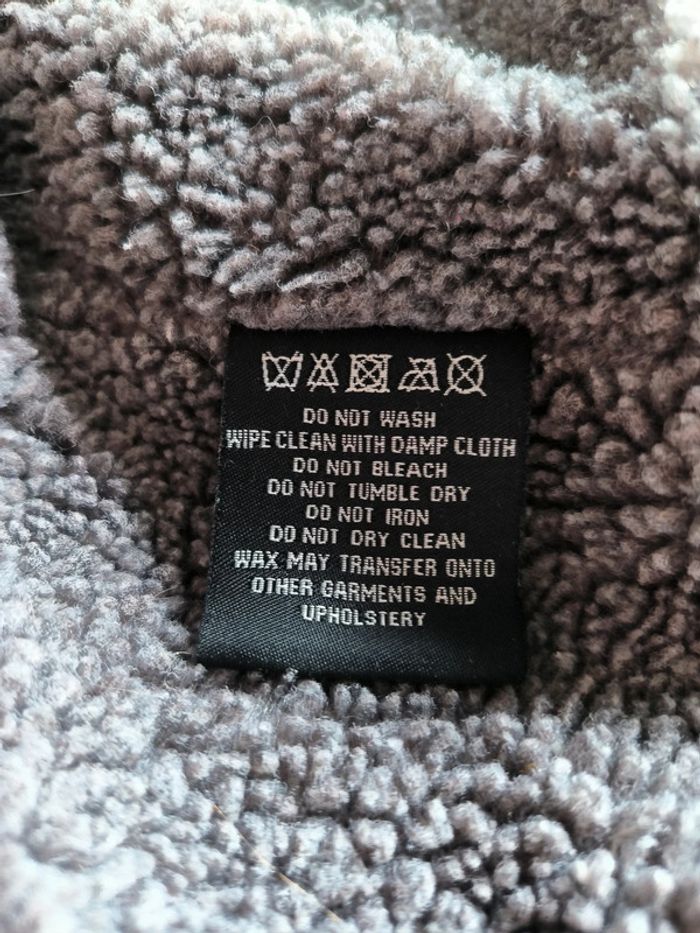 DO NOT WASH
WIPE CLEAN WITH DAMP CLOTH
DO NOT BLEACH
DO NOT TUMBLE DRY
DO NOT IRON
DO NOT DRY CLEAN
WAX MAY TRANSFER ONTO
OTHER GARMENTS AND
UPHOLSTERY